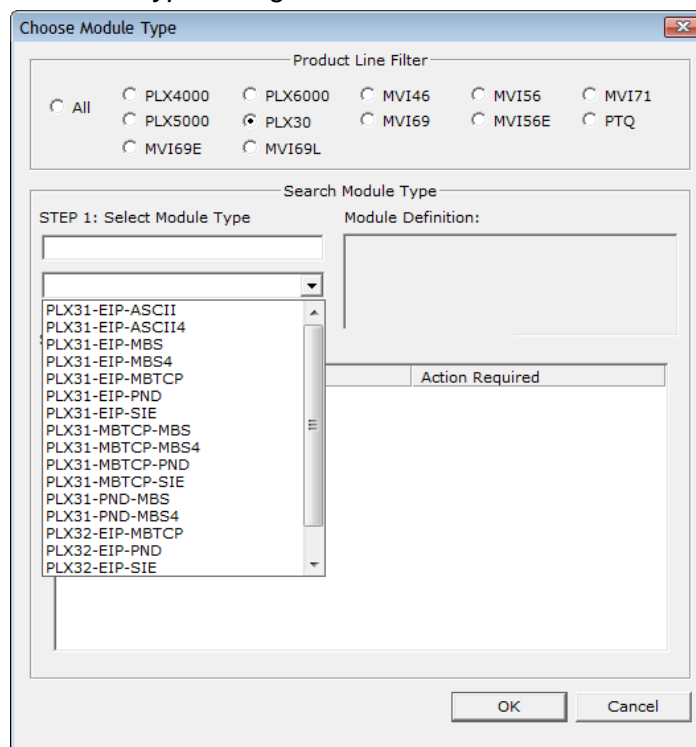 Choose Module Type
Product Line Filter
All
PLX4000 PLX6000 MVI46 MVI56 MVI71
PLX5000 PLX30 MVI69 MVI56E PTQ
MVI69E MVI69L
Search Module Type
STEP 1: Select Module Type Module Definition:
PLX31-EIP-ASCII
PLX31-EIP-ASCII4
PLX31-EIP-MBS
PLX31-EIP-MBS4
PLX31-EIP-MBTCP
PLX31-EIP-PND
PLX31-EIP-SIE
PLX31-MBTCP-MBS
PLX31-MBTCP-MBS4
PLX31-MBTCP-PND
PLX31-MBTCP-SIE
PLX31-PND-MBS
PLX31-PND-MBS4
PLX32-EIP-MBTCP
PLX32-EIP-PND
PLX32-EIP-SIE
Action Required
OK Cancel